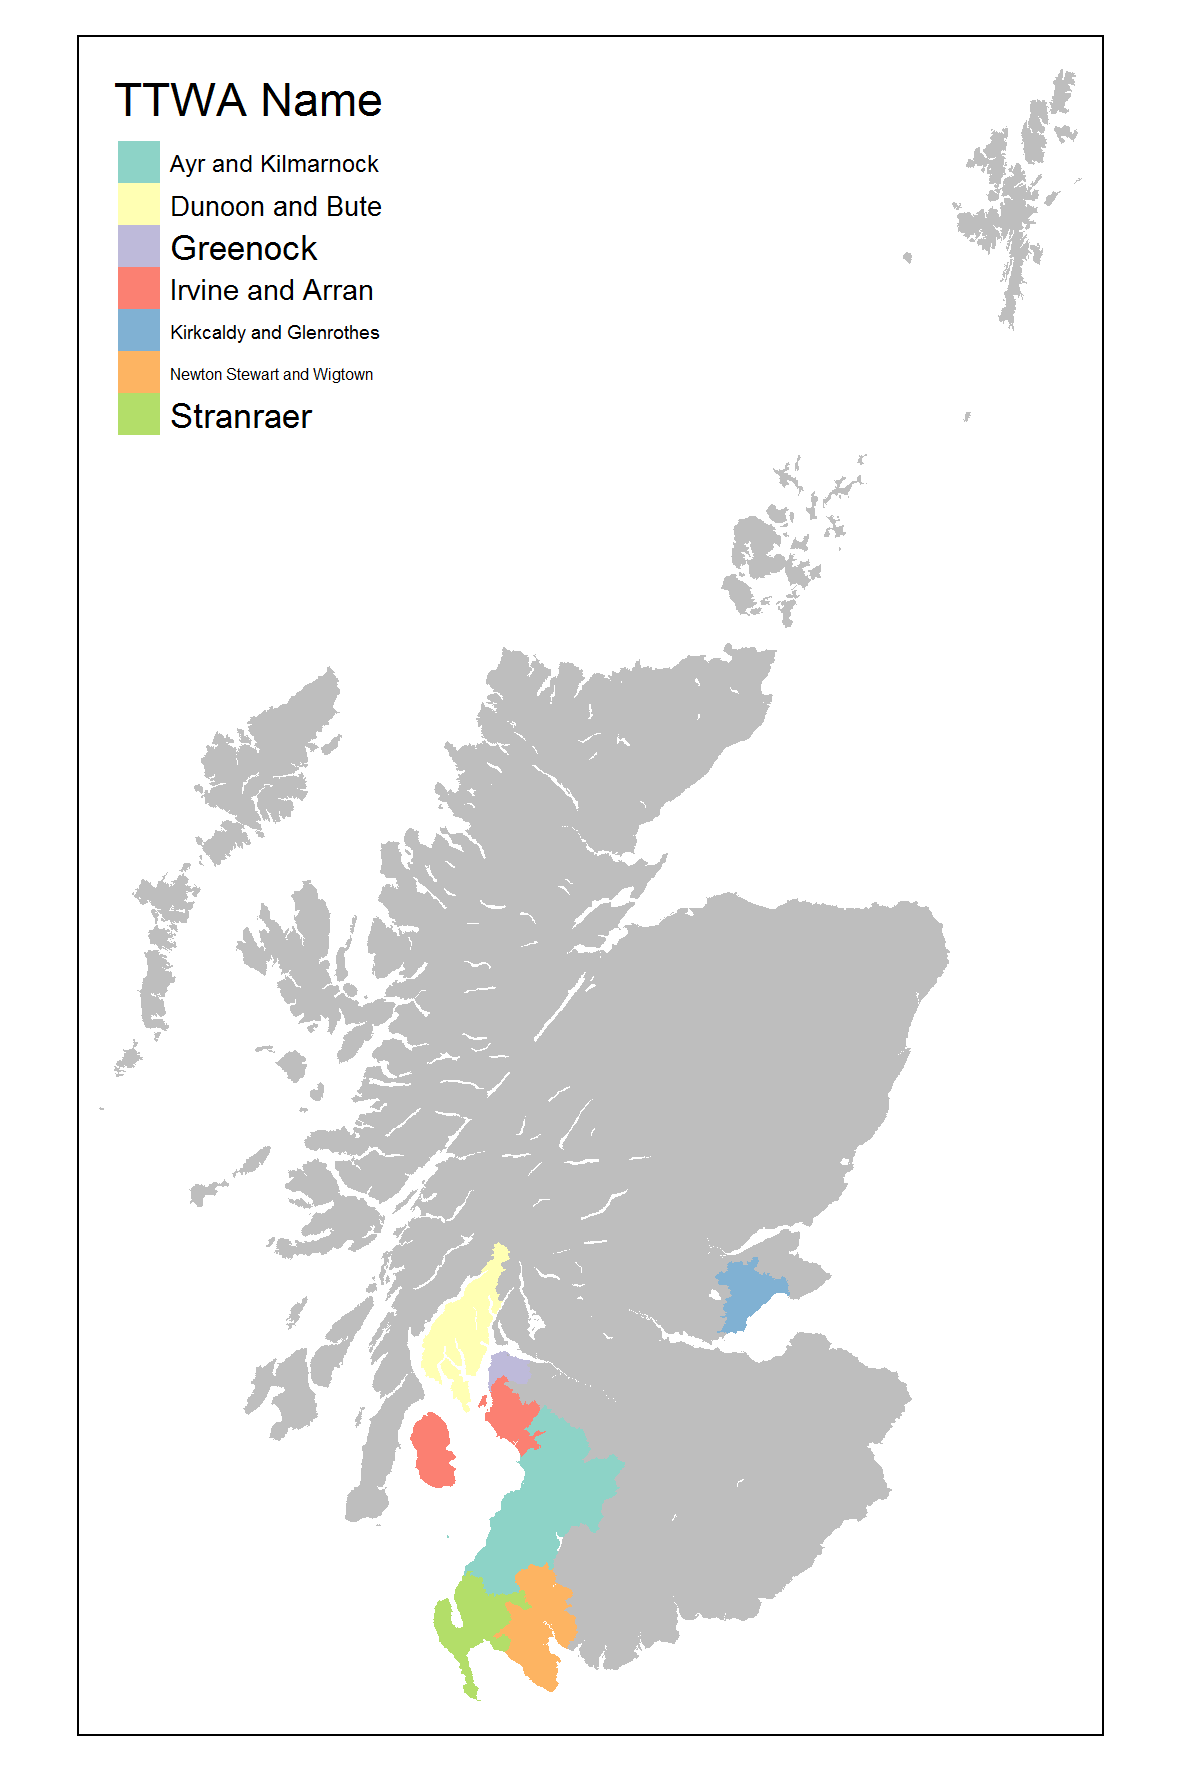 TTWA Name
Ayr and Kilmarnock
Dunoon and Bute
Greenock
Irvine and Arran
Kirkcaldy and Glenrothes
Newton Stewart and Wigtown
Stranraer